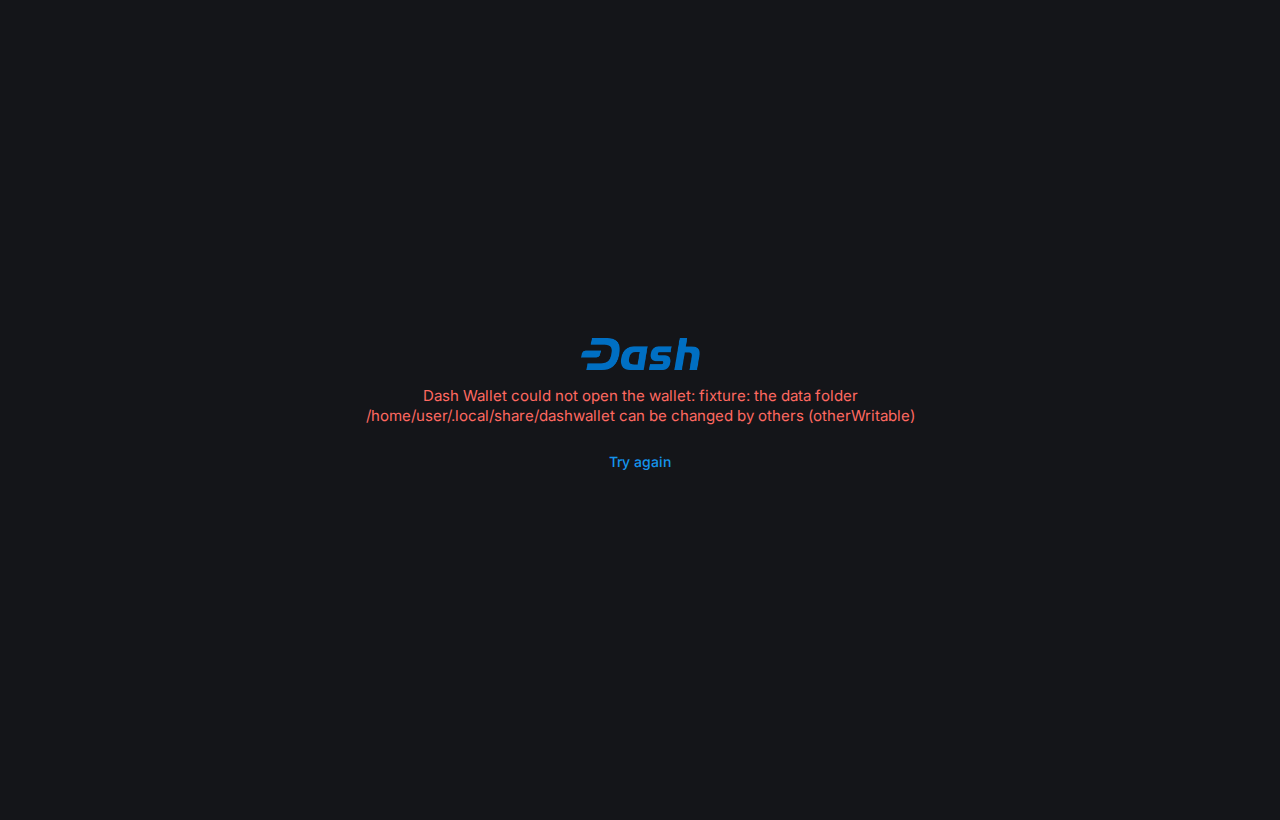 Dash
Dash Wallet could not open the wallet: fixture: the data folder
/home/user/.local/share/dashwallet can be changed by others (otherWritable)
Try again